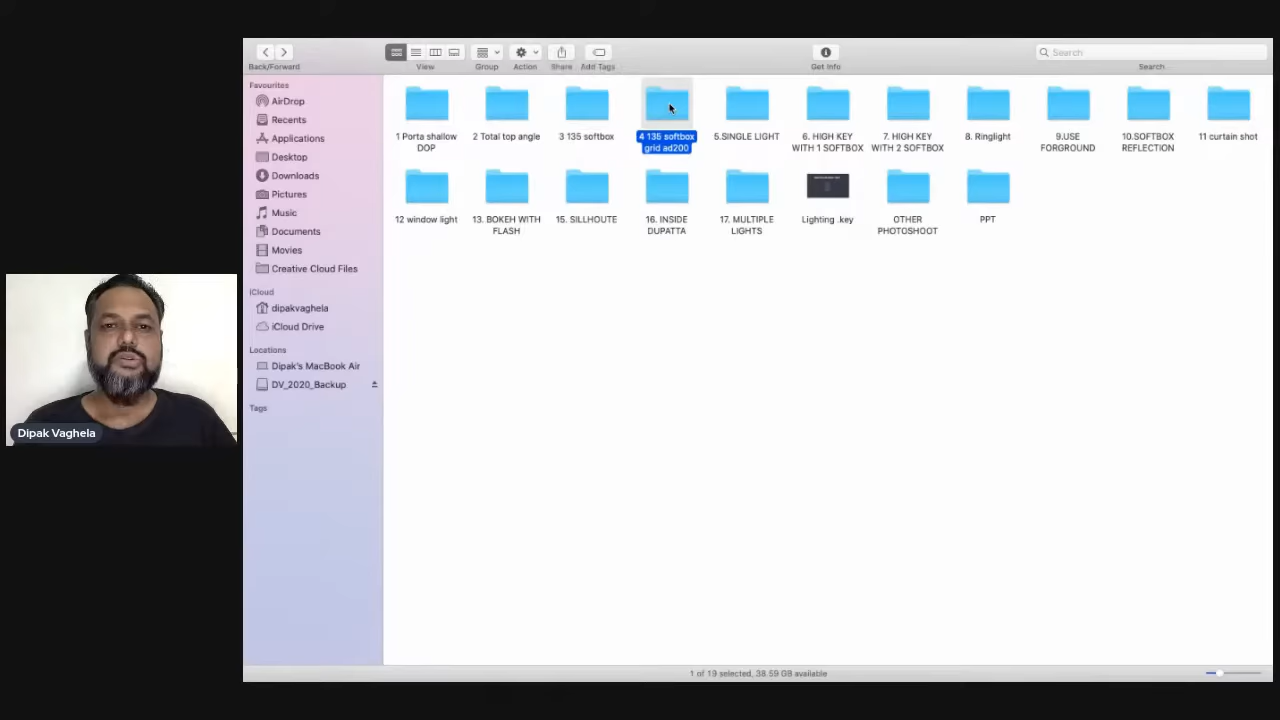 Back/Forward
View
Group
Action
Share
Add Tags
Get Info
Search
Search
Favourites
AirDrop
Recents
Applications
Desktop
Downloads
Pictures
Music
Documents
Movies
Creative Cloud Files
iCloud
dipakvaghela
iCloud Drive
Locations
Dipak's MacBook Air
DV_2020_Backup
Tags
1 Porta shallow
DOP
2 Total top angle
3 135 softbox
4 135 softbox
grid ad200
5.SINGLE LIGHT
6. HIGH KEY
WITH 1 SOFTBOX
7. HIGH KEY
WITH 2 SOFTBOX
8. Ringlight
9.USE
FORGROUND
10.SOFTBOX
REFLECTION
11 curtain shot
12 window light
13. BOKEH WITH
FLASH
15. SILLHOUTE
16. INSIDE
DUPATTA
17. MULTIPLE
LIGHTS
Lighting .key
OTHER
PHOTOSHOOT
PPT
1 of 19 selected, 38.59 GB available
Dipak Vaghela